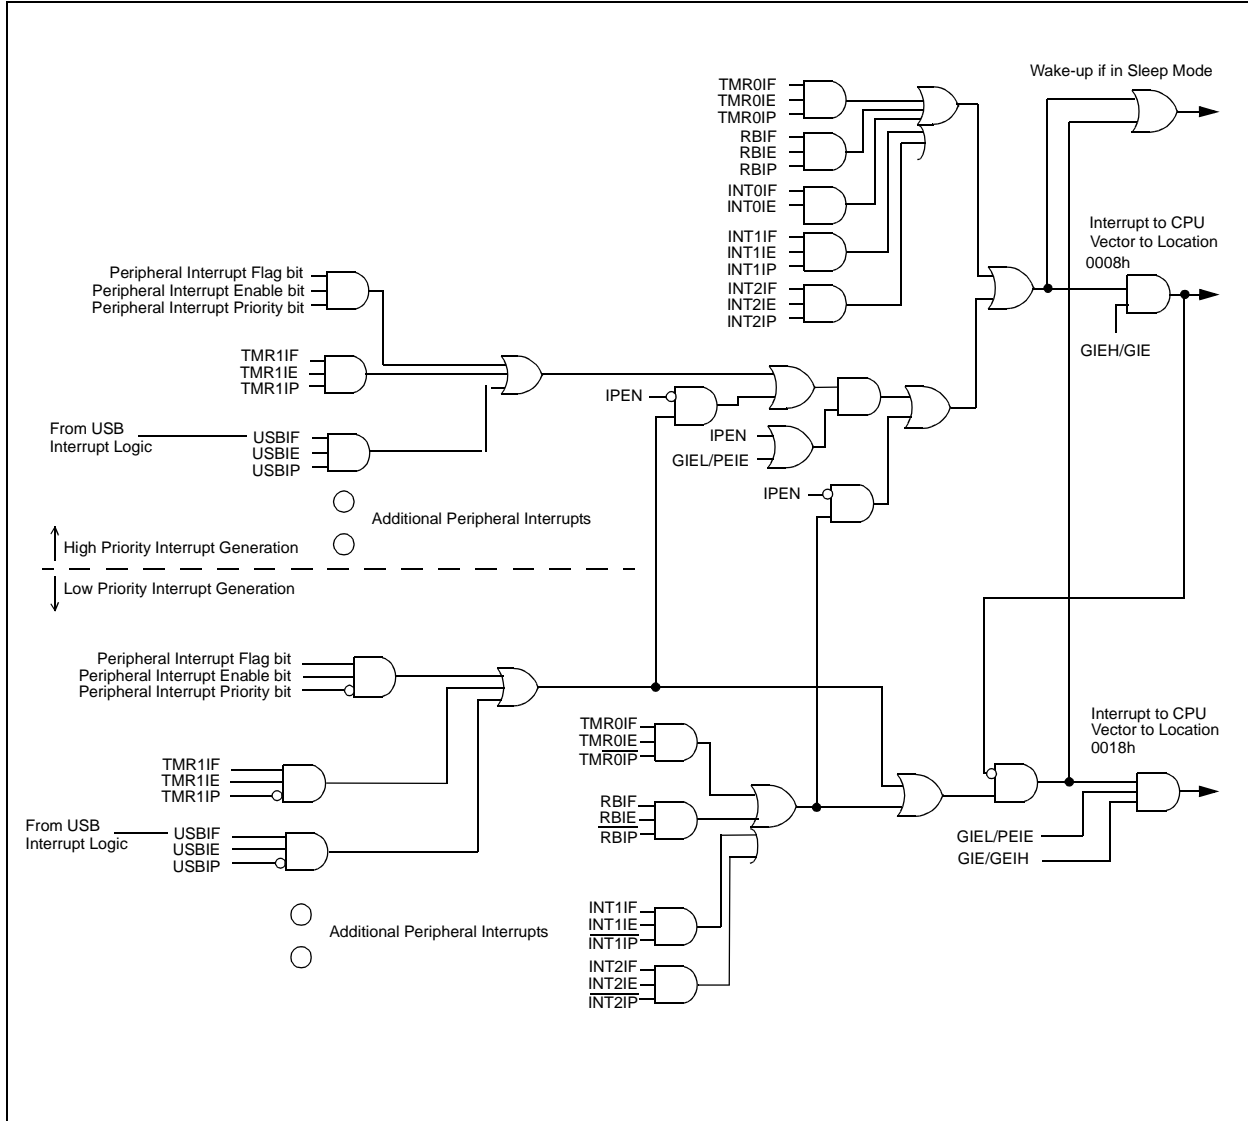 Wake-up if in Sleep Mode
TMR0IF
TMR0IE
TMR0IP
RBIF
RBIE
RBIP
INT0IF
INT0IE
INT1IF
INT1IE
INT1IP
INT2IF
INT2IE
INT2IP
Interrupt to CPU
Vector to Location
0008h
GIEH/GIE
Peripheral Interrupt Flag bit
Peripheral Interrupt Enable bit
Peripheral Interrupt Priority bit
TMR1IF
TMR1IE
TMR1IP
From USB
Interrupt Logic
USBIF
USBIE
USBIP
IPEN
IPEN
GIEL/PEIE
IPEN
Additional Peripheral Interrupts
High Priority Interrupt Generation
Low Priority Interrupt Generation
Peripheral Interrupt Flag bit
Peripheral Interrupt Enable bit
Peripheral Interrupt Priority bit
TMR1IF
TMR1IE
TMR1IP
From USB
Interrupt Logic
USBIF
USBIE
USBIP
Additional Peripheral Interrupts
TMR0IF
TMR0IE
TMR0IP
RBIF
RBIE
RBIP
INT1IF
INT1IE
INT1IP
INT2IF
INT2IE
INT2IP
Interrupt to CPU
Vector to Location
0018h
GIEL/PEIE
GIE/GEIH